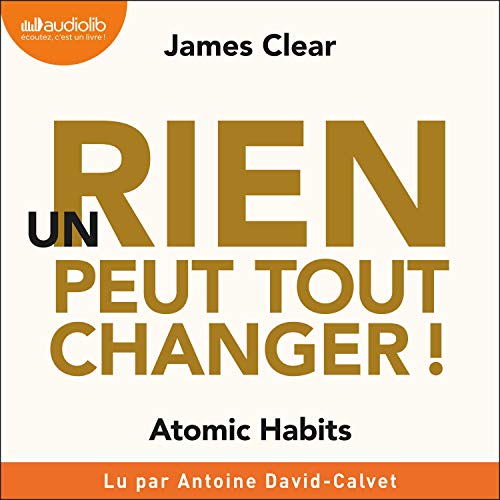 audiolib
écoutez, c'est un livre !
James Clear
UN RIEN
PEUT TOUT
CHANGER !
Atomic Habits
Lu par Antoine David-Calvet